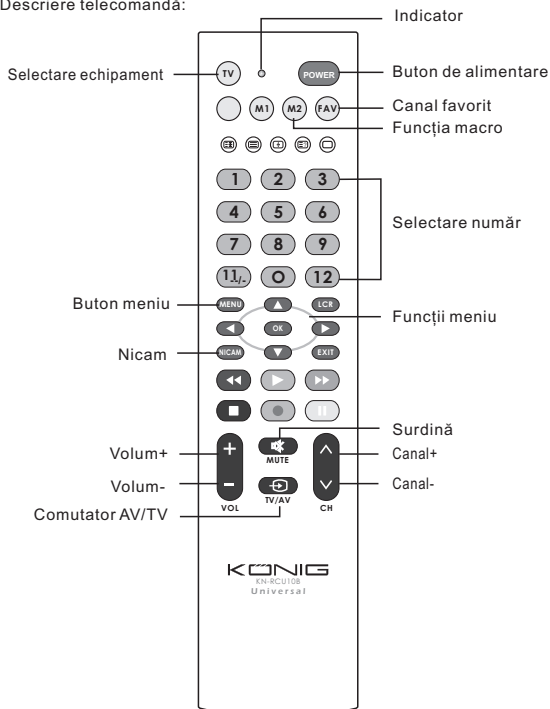 Descriere telecomandă:
Indicator
TV
POWER
Selectare echipament
Buton de alimentare
M1 M2 FAV
Canal favorit
Funcția macro
1 2 3
4 5 6
Selectare număr
7 8 9
O 12
Buton meniu
MENU LCR
Funcții meniu
OK
Nicam
NICAM EXIT
Surdină
Volum+
+
MUTE
Canal+
Volum-
-
Canal-
Comutator AV/TV
VOL TV/AV CH
KÖNIG
KN-RCU10B
Universal